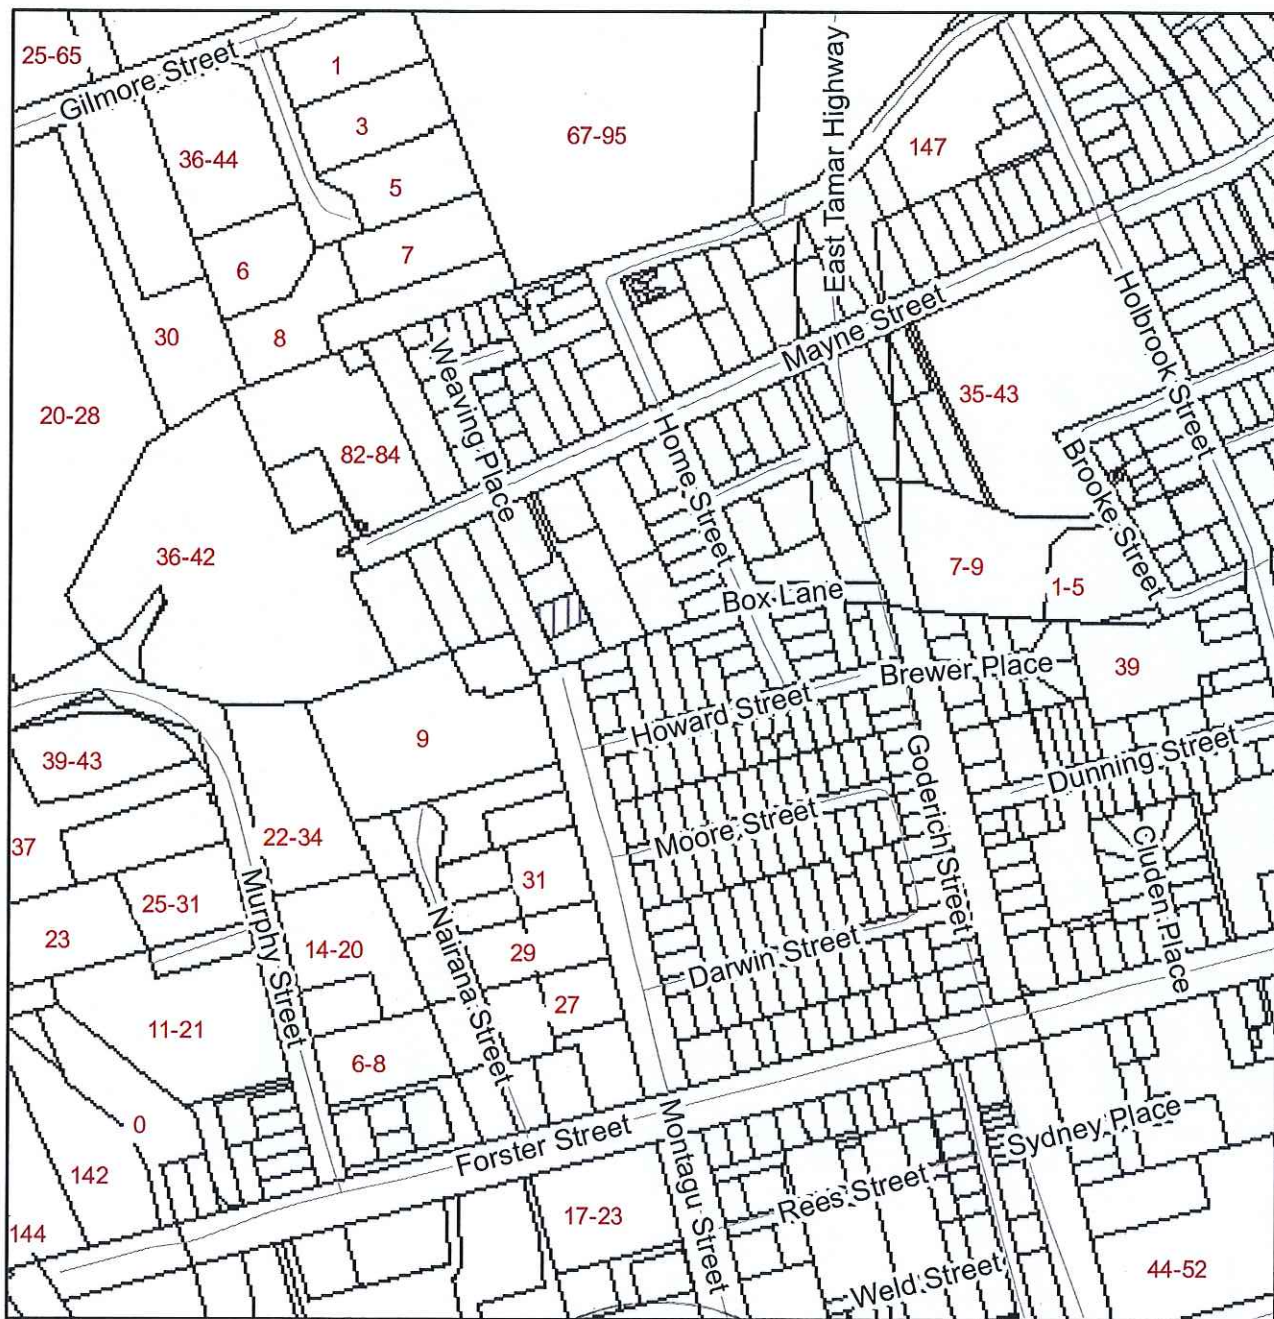 25-65
Gilmore Street
1
3
5
7
36-44
6
8
30
20-28
67-95
East Tamar Highway
147
Mayne Street
Holbrook Street
35-43
Weaving Place
82-84
Home Street
Brooke Street
36-42
7-9
1-5
Box Lane
Brewer Place
39
Howard Street
9
39-43
37
22-34
Goderich Street
Dunning Street
Moore Street
Cluden Place
25-31
Murphy Street
31
23
14-20
Nairana Street
29
Darwin Street
27
11-21
6-8
0
142
144
Forster Street
Montagu Street
Sydney Place
Rees Street
17-23
Weld Street
44-52